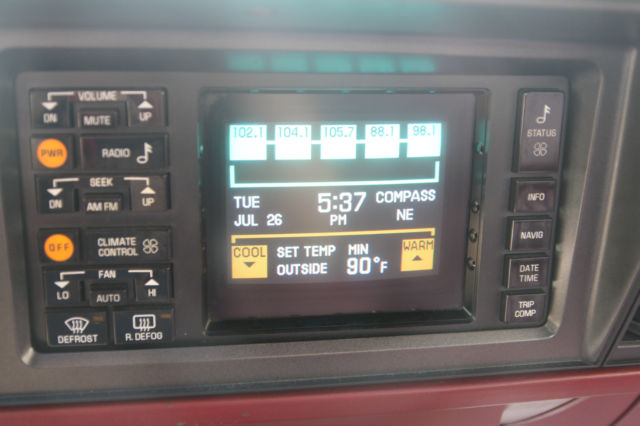 VOLUME
DN MUTE UP
PWR RADIO
SEEK
DN AM FM UP
OFF CLIMATE CONTROL
FAN
LO AUTO HI
DEFROST R. DEFOG
102.1 104.1 105.7 88.1 98.1
TUE 5:37 COMPASS
JUL 26 PM NE
COOL SET TEMP MIN WARM
OUTSIDE 90°F
STATUS
INFO
NAVIG
DATE
TIME
TRIP
COMP